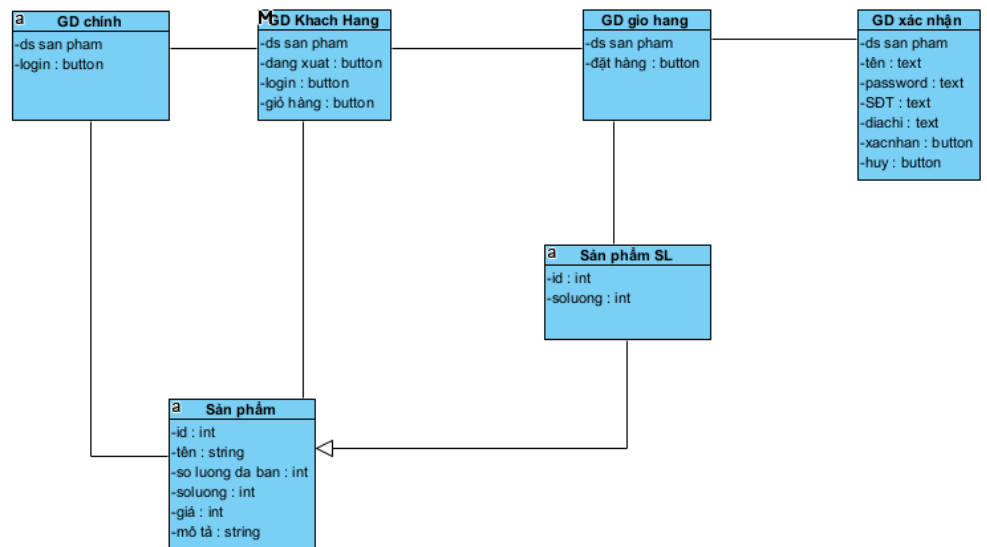 a GD chính
-ds san pham
-login : button
M GD Khach Hang
-ds san pham
-dang xuat : button
-login : button
-giỏ hàng : button
GD gio hang
-ds san pham
-đặt hàng : button
GD xác nhận
-ds san pham
-tên : text
-password : text
-SĐT : text
-diachi : text
-xacnhan : button
-huy : button
a Sản phẩm SL
-id : int
-soluong : int
a Sản phẩm
-id : int
-tên : string
-so luong da ban : int
-soluong : int
-giá : int
-mô tả : string